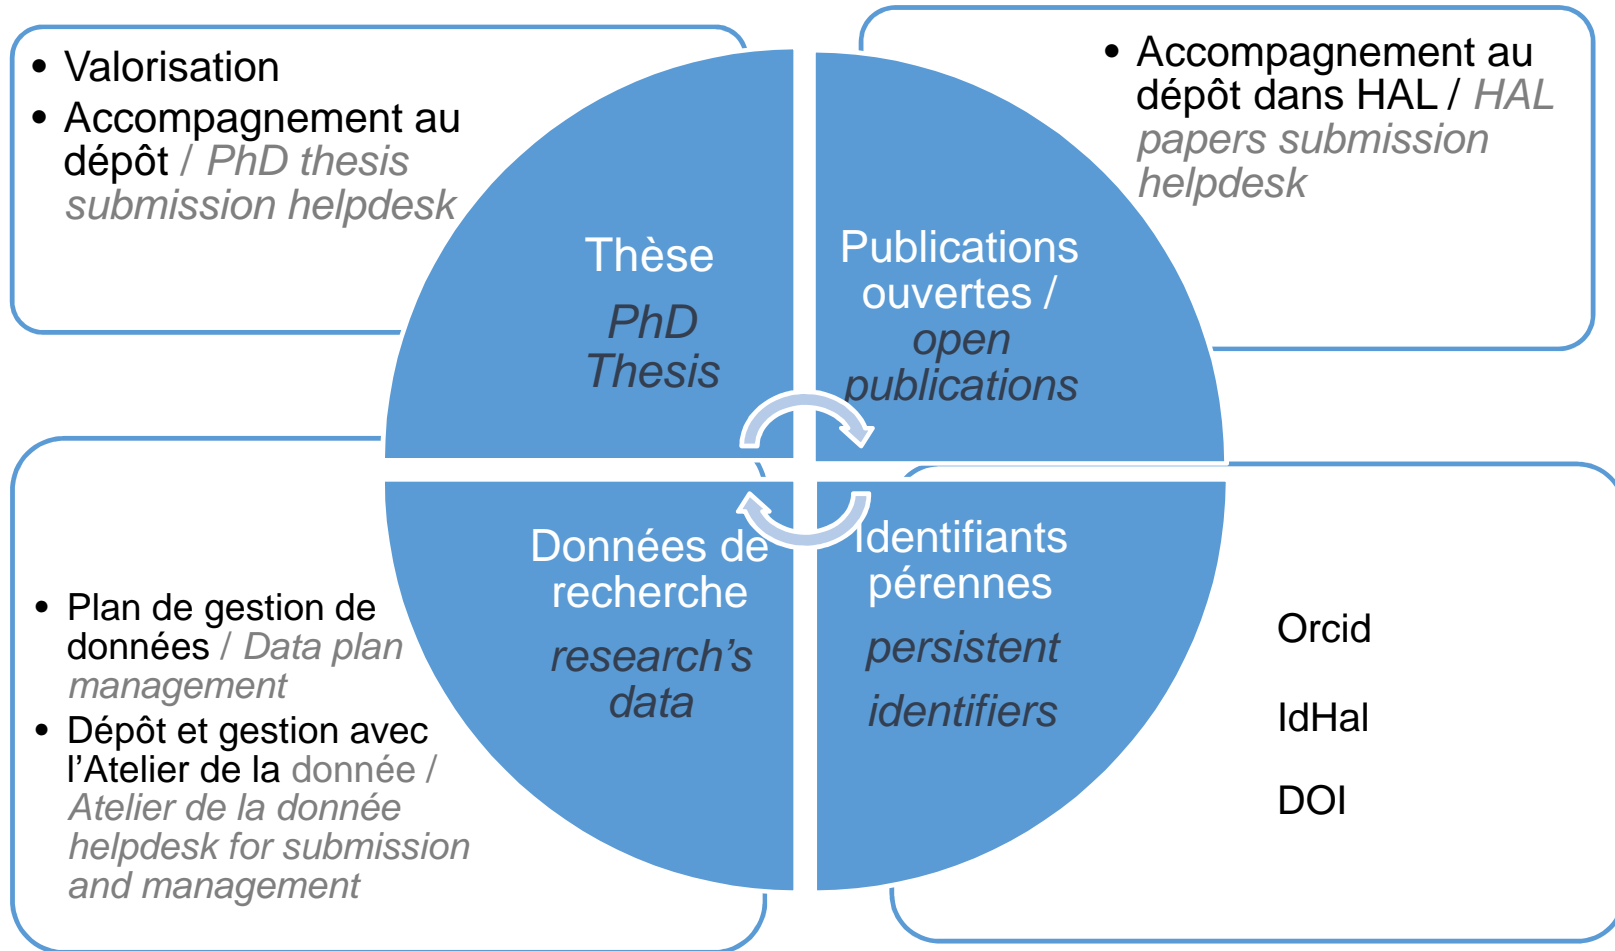 • Valorisation
• Accompagnement au
dépôt / PhD thesis
submission helpdesk
• Accompagnement au
dépôt dans HAL / HAL
papers submission
helpdesk
Thèse
PhD
Thesis
Publications
ouvertes /
open
publications
Données de
recherche
research’s
data
Identifiants
pérennes
persistent
identifiers
• Plan de gestion de
données / Data plan
management
• Dépôt et gestion avec
l’Atelier de la donnée /
Atelier de la donnée
helpdesk for submission
and management
Orcid
IdHal
DOI